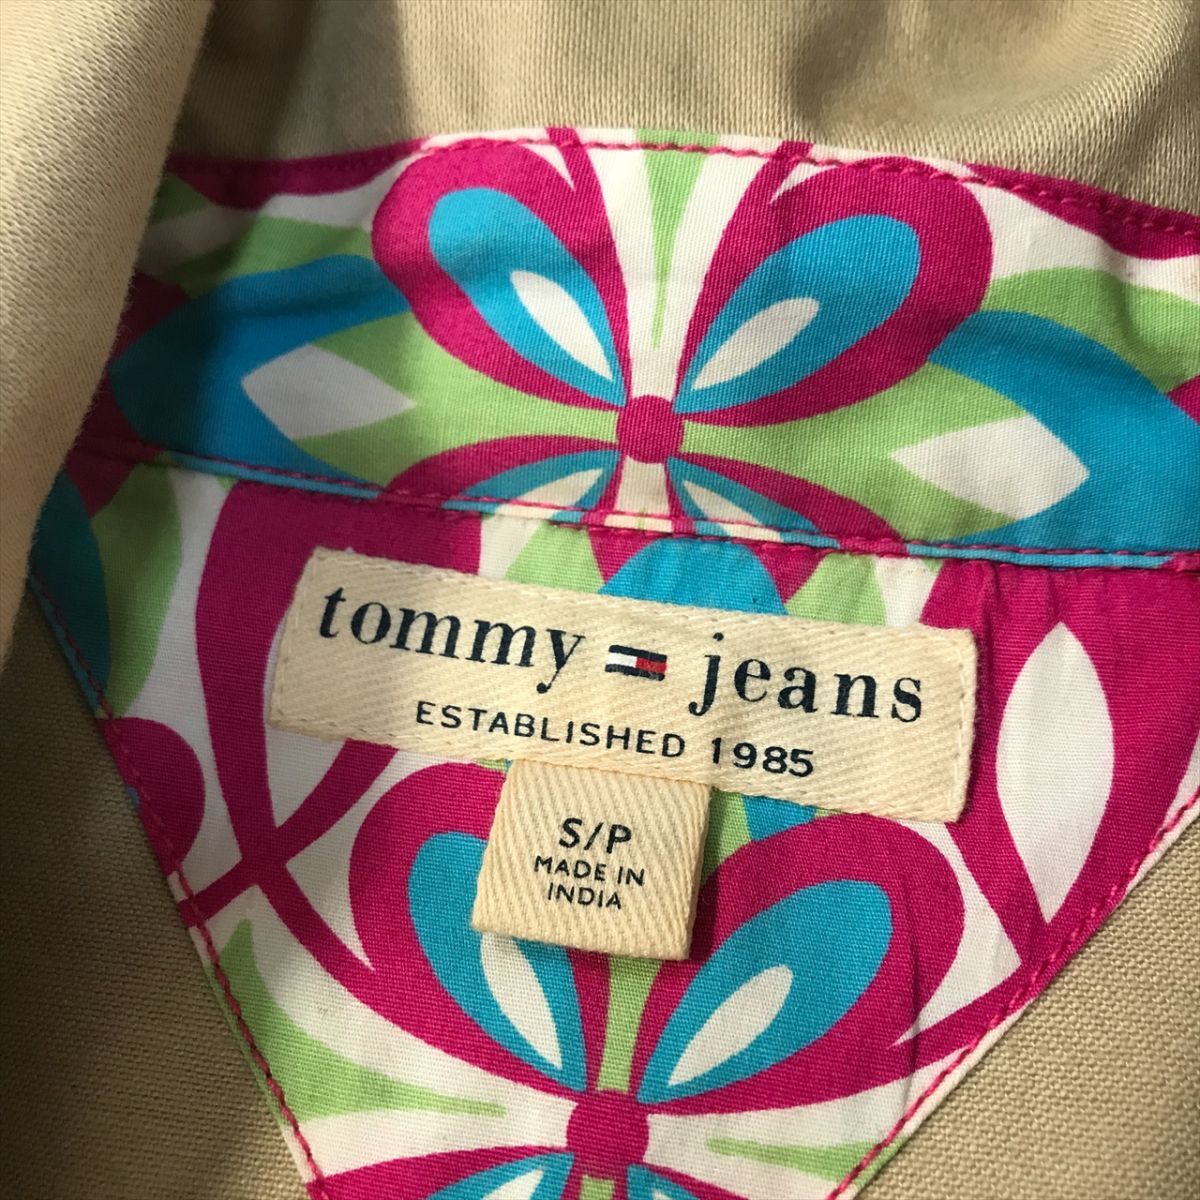 tommy jeans
ESTABLISHED 1985
S/P
MADE IN
INDIA